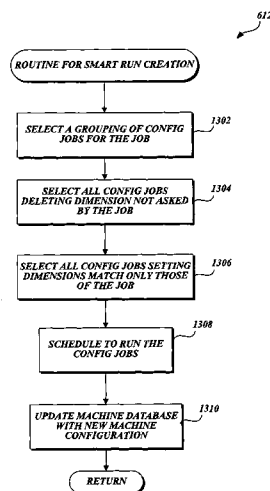 612
ROUTINE FOR SMART RUN CREATION
SELECT A GROUPING OF CONFIG
JOBS FOR THE JOB
1302
SELECT ALL CONFIG JOBS
DELETING DIMENSION NOT ASKED
BY THE JOB
1304
SELECT ALL CONFIG JOBS SETTING
DIMENSIONS MATCH ONLY THOSE
OF THE JOB
1306
SCHEDULE TO RUN THE
CONFIG JOBS
1308
UPDATE MACHINE DATABASE
WITH NEW MACHINE
CONFIGURATION
1310
RETURN